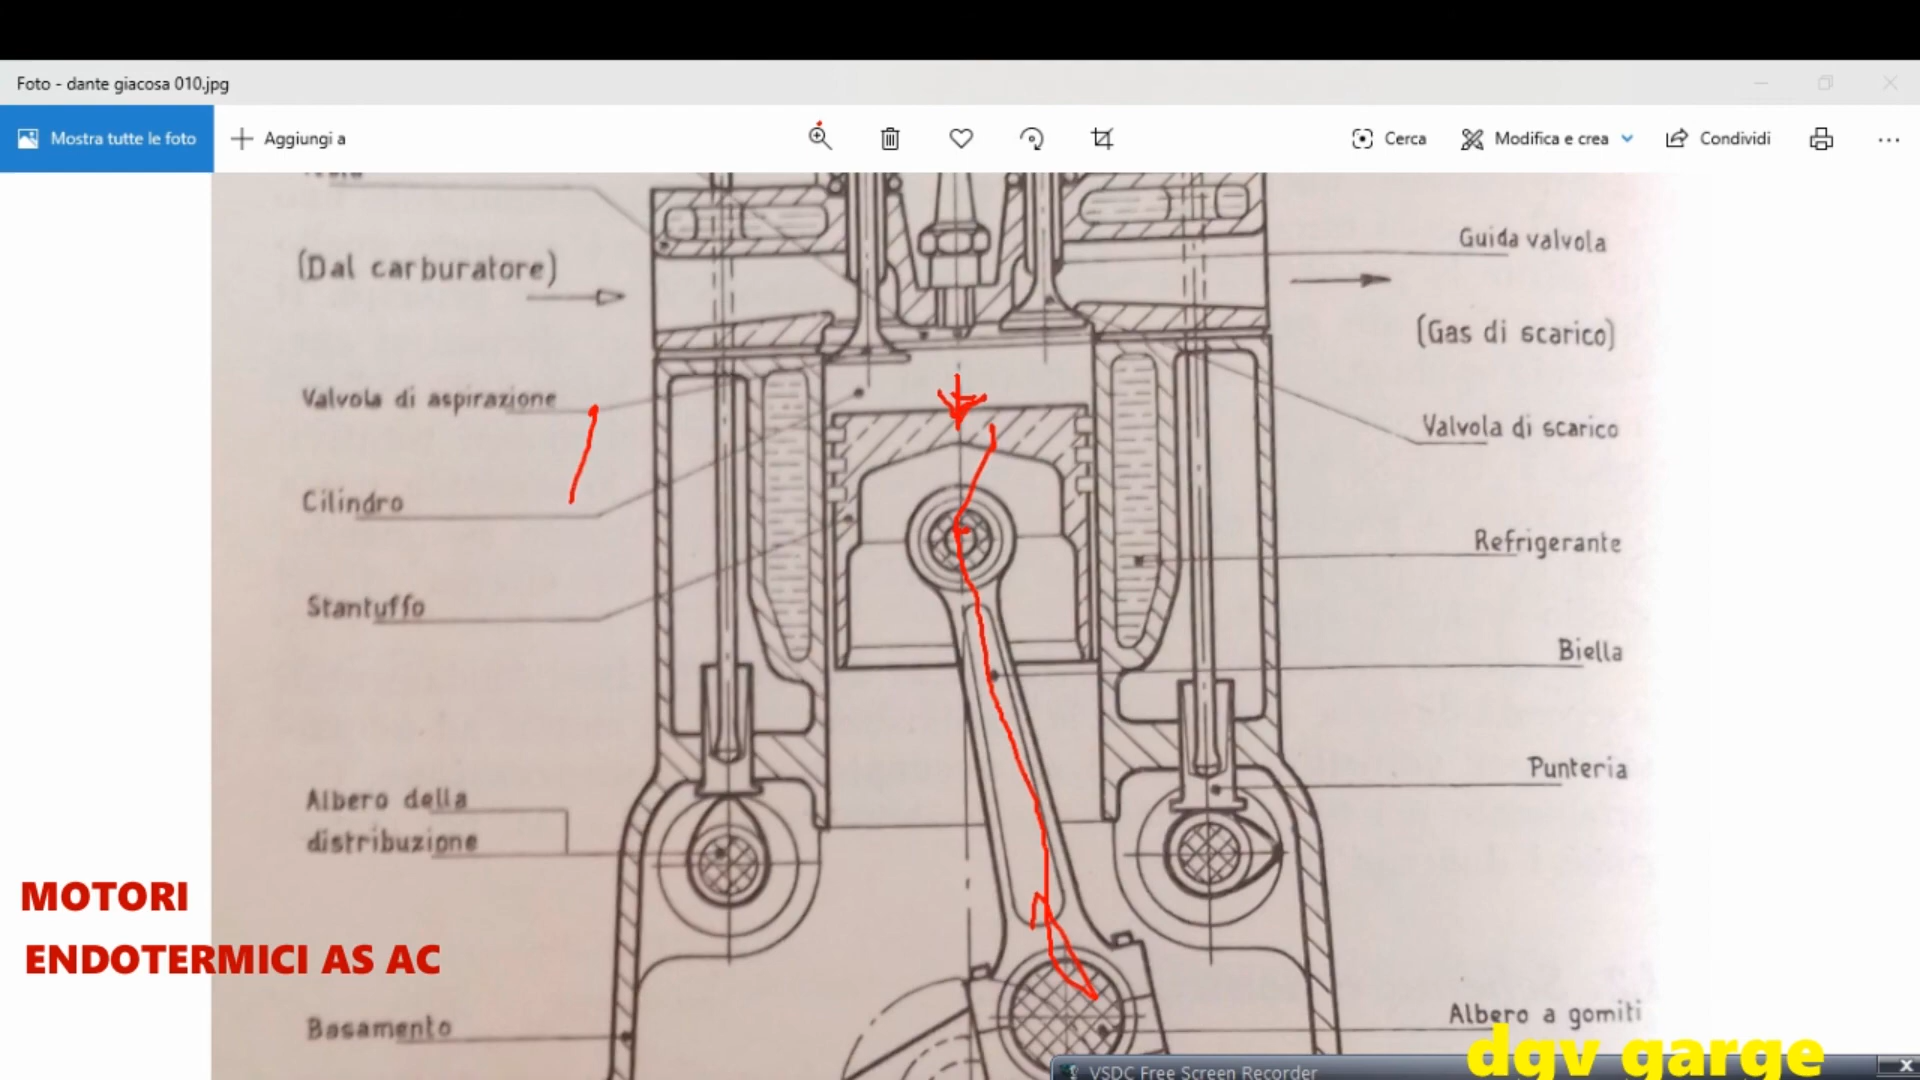 Foto - dante giacosa 010.jpg
Mostra tutte le foto
Aggiungi a
Cerca
Modifica e crea
Condividi
(Dal carburatore)
Guida valvola
(Gas di scarico)
Valvola di aspirazione
Valvola di scarico
Cilindro
Refrigerante
Stantuffo
Biella
Punteria
Albero della
distribuzione
MOTORI
ENDOTERMICI AS AC
Basamento
Albero a gomiti
dgv garge
VSDC Free Screen Recorder